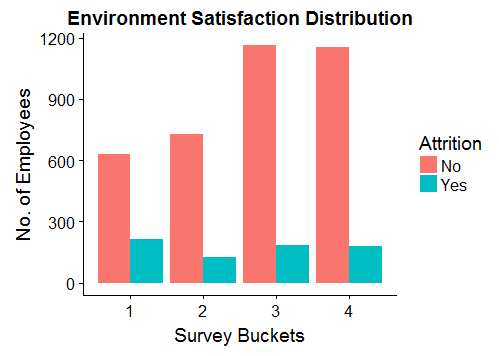 Environment Satisfaction Distribution
1200
900
600
300
0
No. of Employees
1 2 3 4
Survey Buckets
Attrition
No
Yes